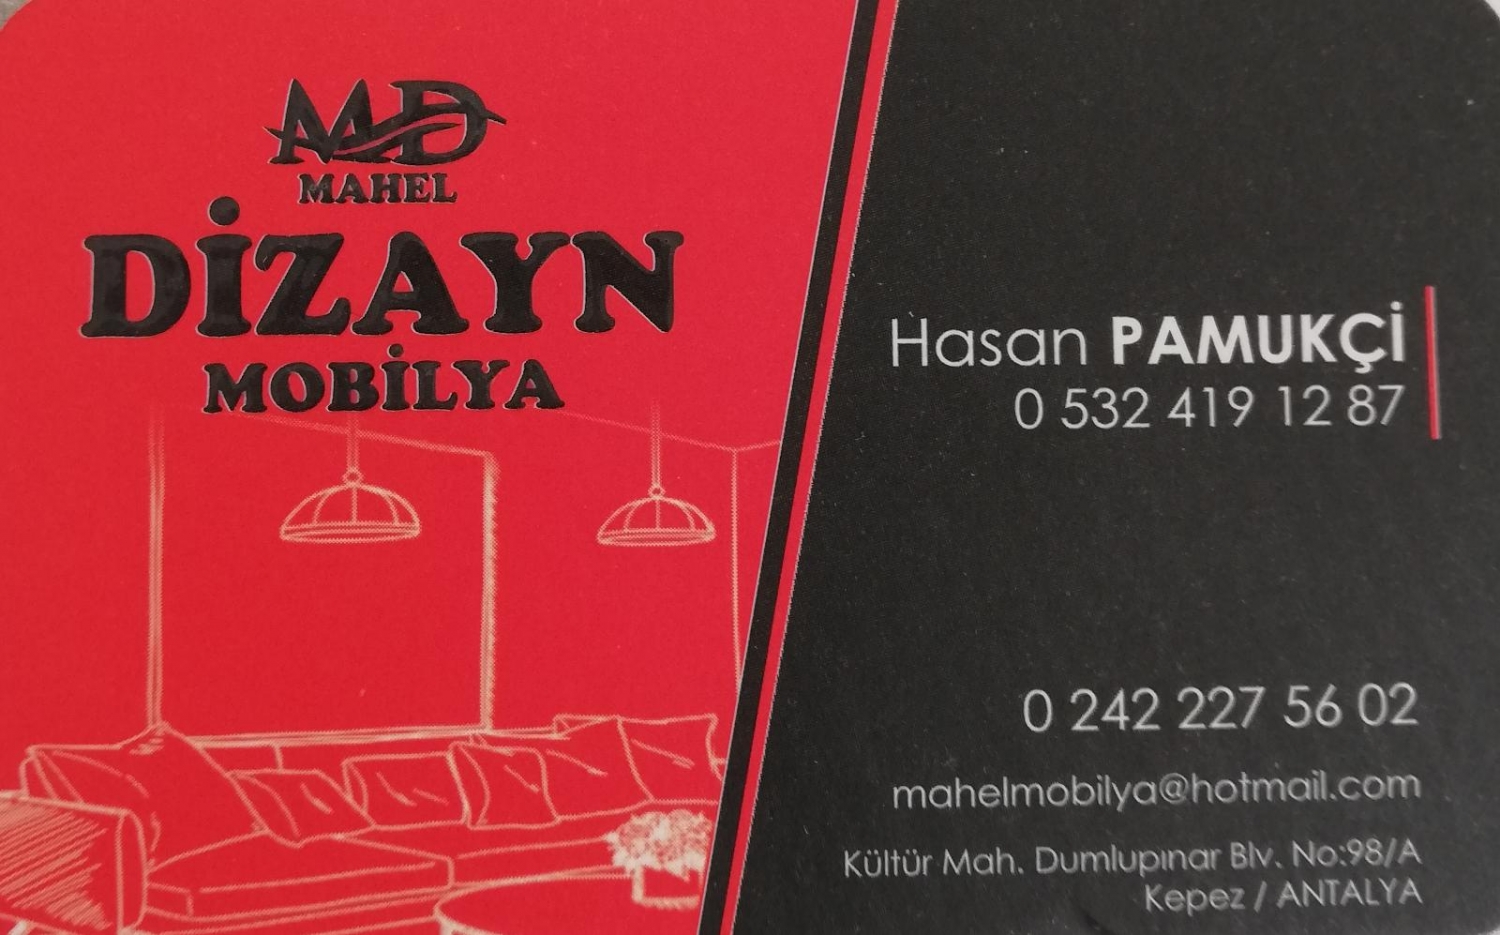 MD
MAHEL
DİZAYN
MOBİLYA
Hasan PAMUKÇİ
0 532 419 12 87
0 242 227 56 02
mahelmobilya@hotmail.com
Kültür Mah. Dumlupınar Blv. No:98/A
Kepez / ANTALYA